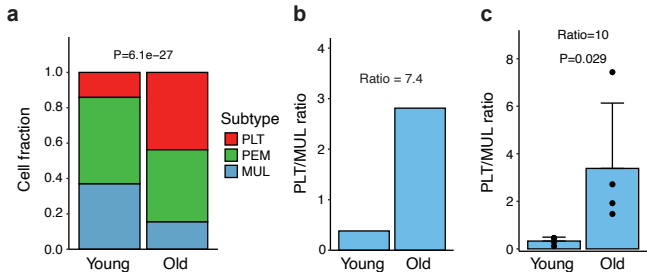 a
P=6.1e−27
Cell fraction
1.0
0.8
0.6
0.4
0.2
0.0
Young
Old
Subtype
PLT
PEM
MUL
b
Ratio = 7.4
PLT/MUL ratio
4
3
2
1
0
Young
Old
c
Ratio=10
P=0.029
PLT/MUL ratio
8
6
4
2
0
Young
Old